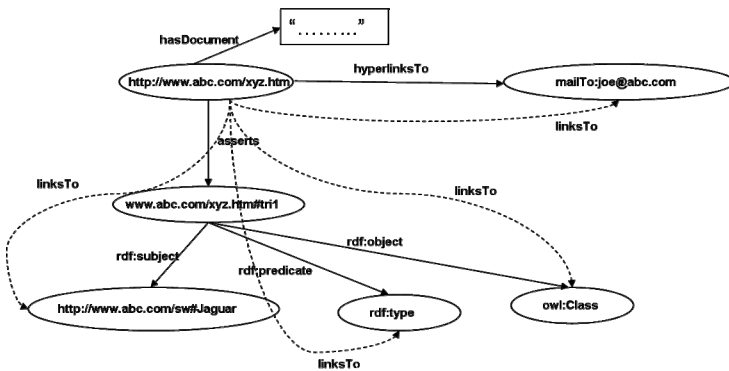 “ ......... ”
hasDocument
hyperlinksTo
http://www.abc.com/xyz.htm
mailTo:joe@abc.com
linksTo
asserts
linksTo
linksTo
www.abc.com/xyz.htm#tri1
rdf:object
rdf:subject
rdf:predicate
http://www.abc.com/sw#Jaguar
rdf:type
owl:Class
linksTo